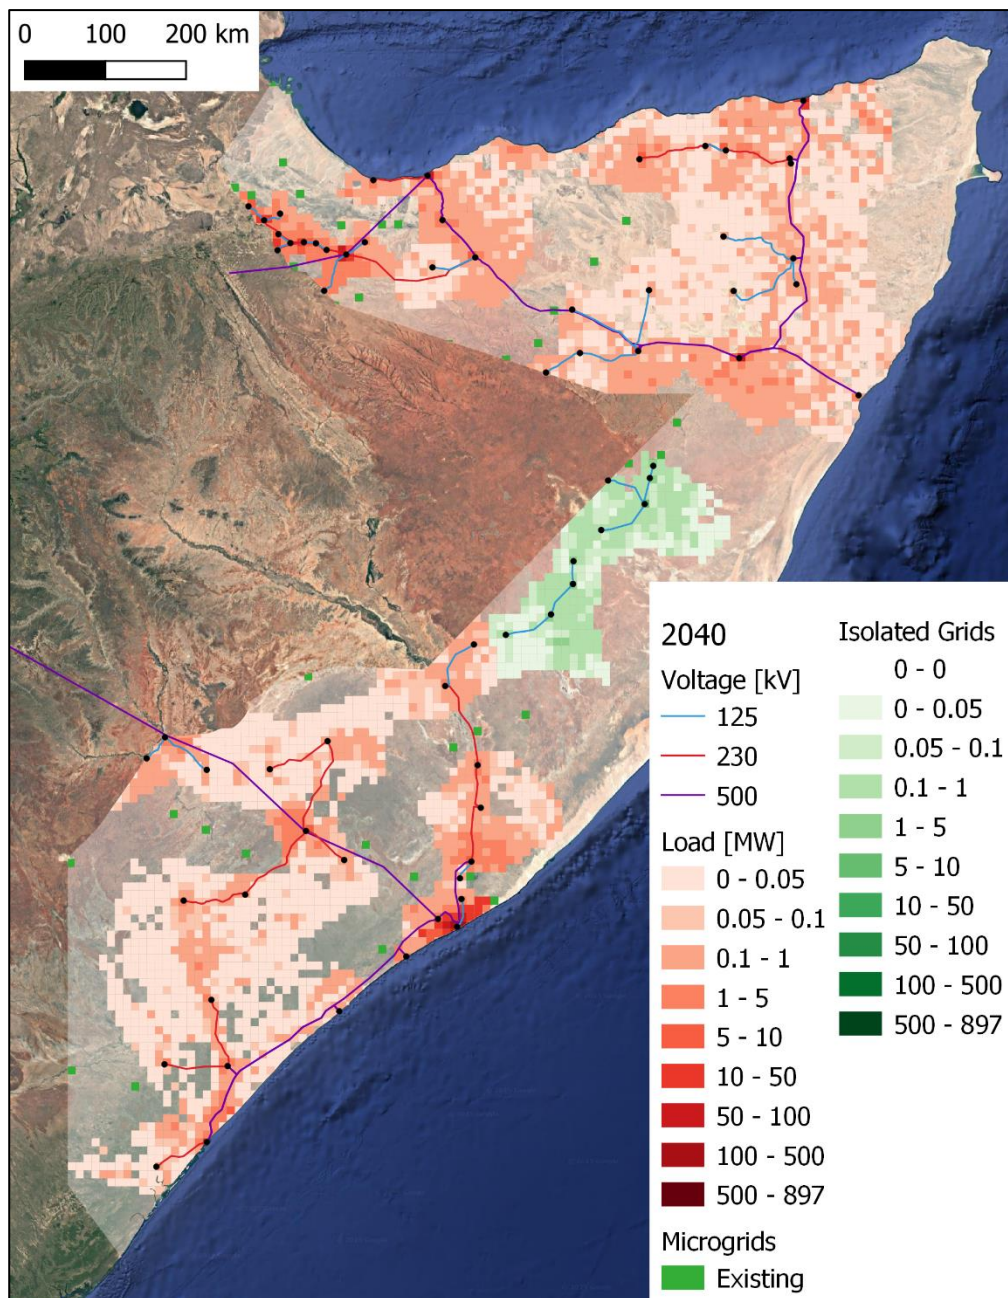 0 100 200 km
2040
Voltage [kV]
125
230
500
Load [MW]
0 - 0.05
0.05 - 0.1
0.1 - 1
1 - 5
5 - 10
10 - 50
50 - 100
100 - 500
500 - 897
Microgrids
Existing
Isolated Grids
0 - 0
0 - 0.05
0.05 - 0.1
0.1 - 1
1 - 5
5 - 10
10 - 50
50 - 100
100 - 500
500 - 897